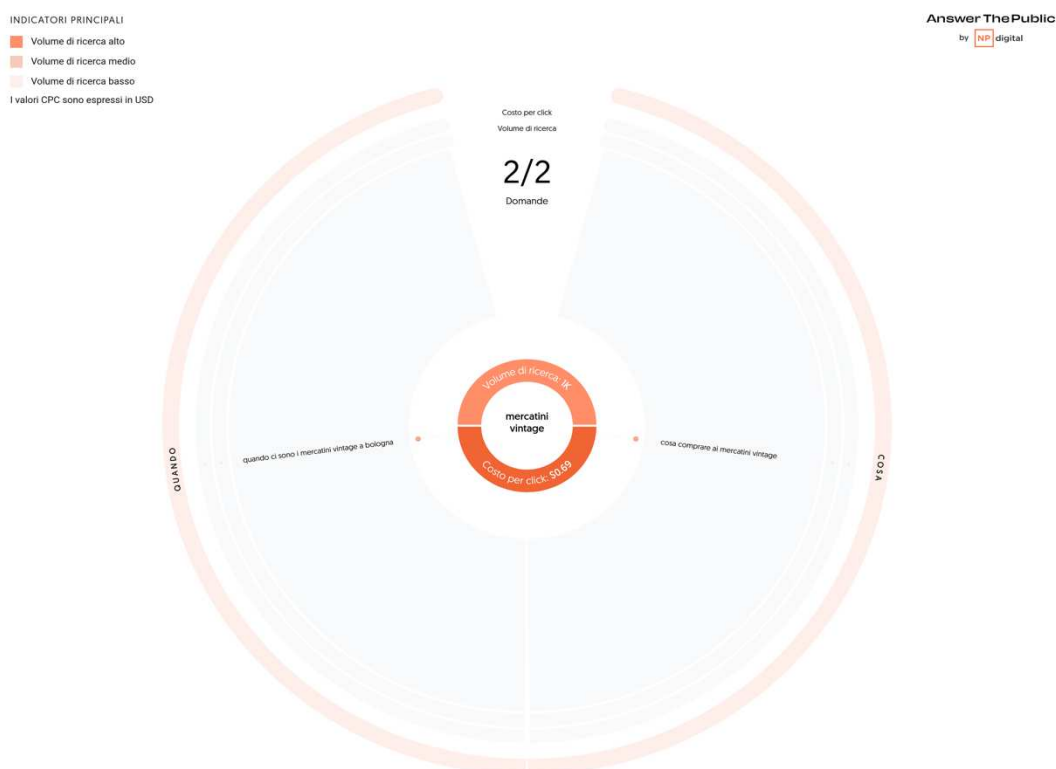 INDICATORI PRINCIPALI
Volume di ricerca alto
Volume di ricerca medio
Volume di ricerca basso
I valori CPC sono espressi in USD
Answer The Public
by NP digital
Costo per click
Volume di ricerca
2/2
Domande
Volume di ricerca: 1K
mercatini
vintage
Costo per click: $0.69
QUANDO
quando ci sono i mercatini vintage a bologna
cosa comprare ai mercatini vintage
COSA